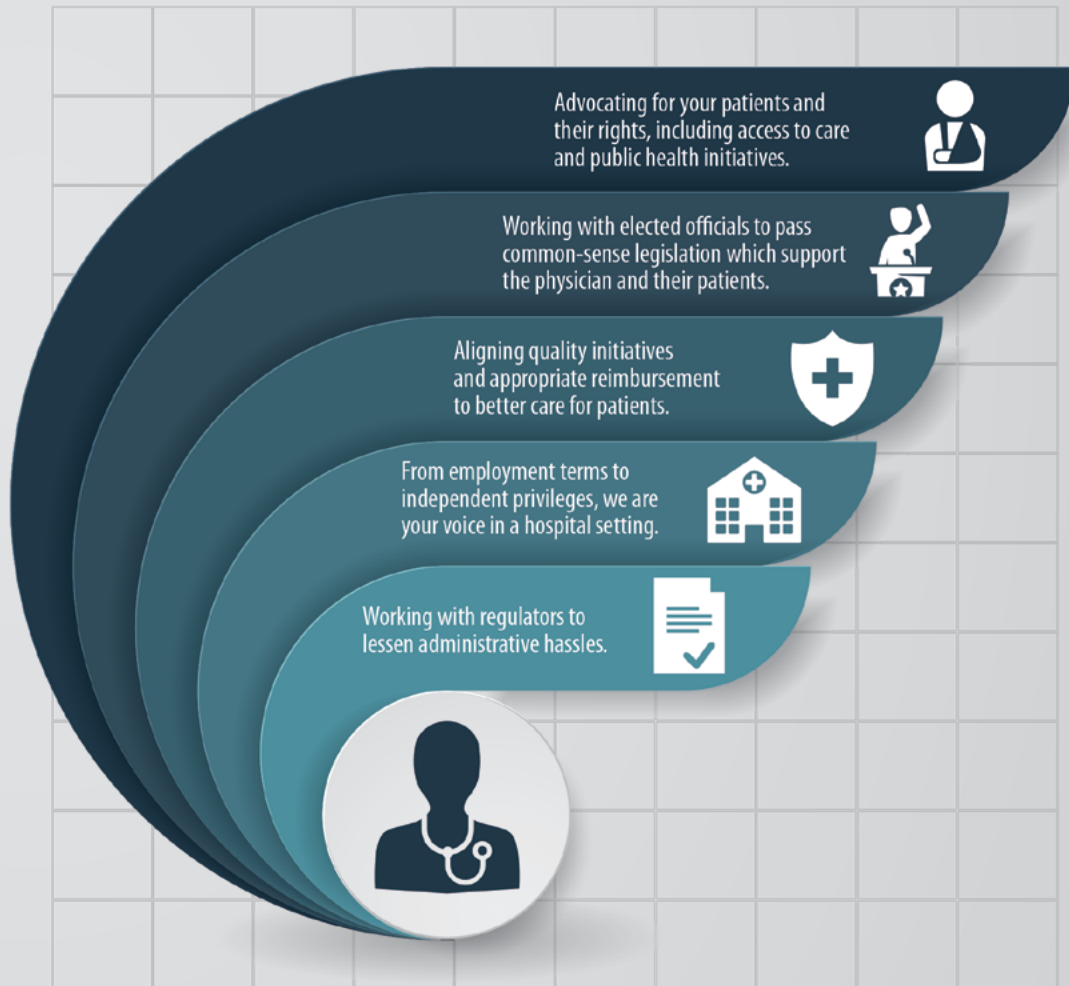 Advocating for your patients and
their rights, including access to care
and public health initiatives.
Working with elected officials to pass
common-sense legislation which support
the physician and their patients.
Aligning quality initiatives
and appropriate reimbursement
to better care for patients.
From employment terms to
independent privileges, we are
your voice in a hospital setting.
Working with regulators to
lessen administrative hassles.